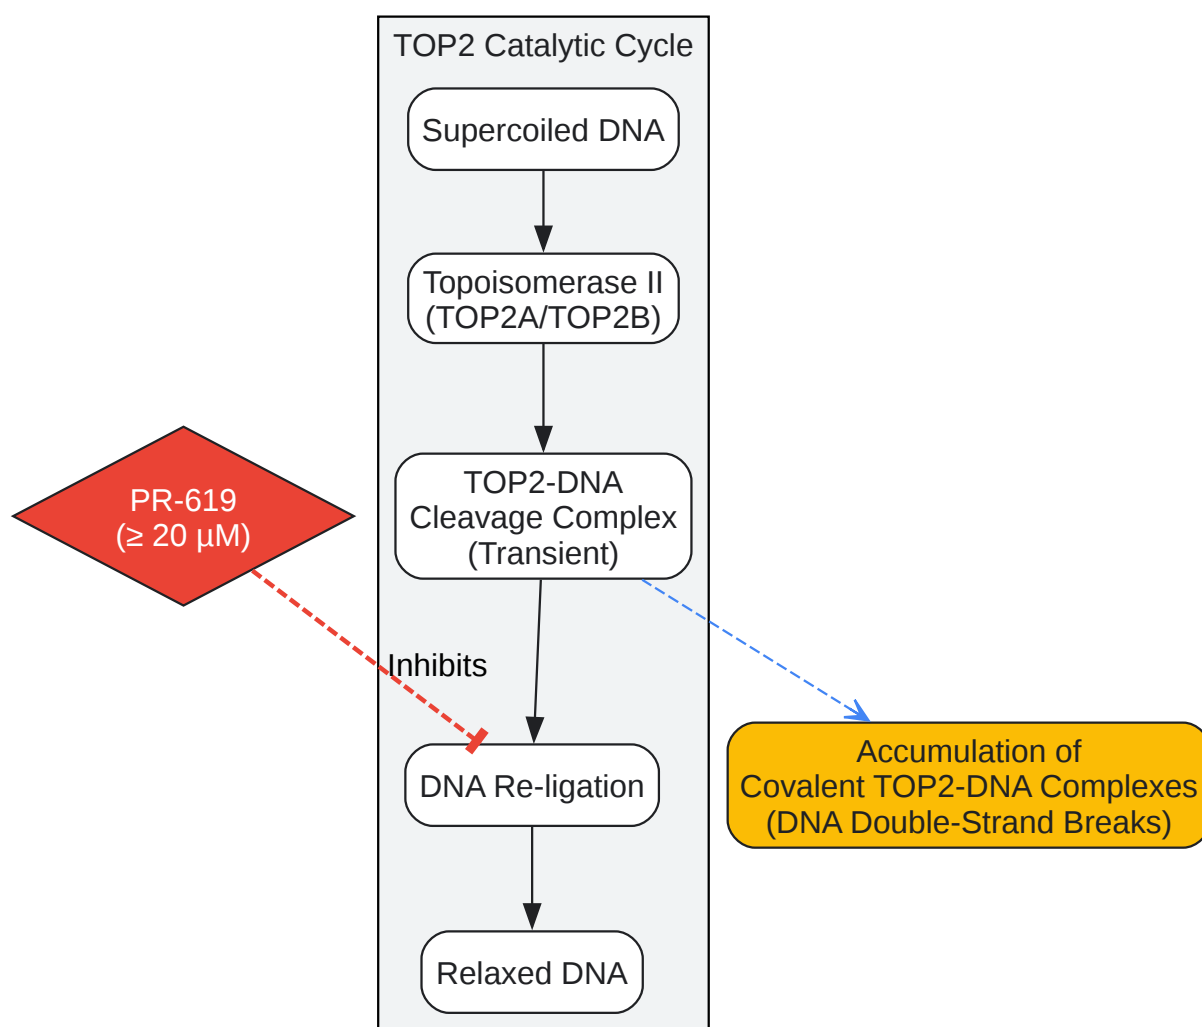 TOP2 Catalytic Cycle
Supercoiled DNA
Topoisomerase II
(TOP2A/TOP2B)
TOP2-DNA
Cleavage Complex
(Transient)
PR-619
(≥ 20 µM)
Inhibits
DNA Re-ligation
Accumulation of
Covalent TOP2-DNA Complexes
(DNA Double-Strand Breaks)
Relaxed DNA